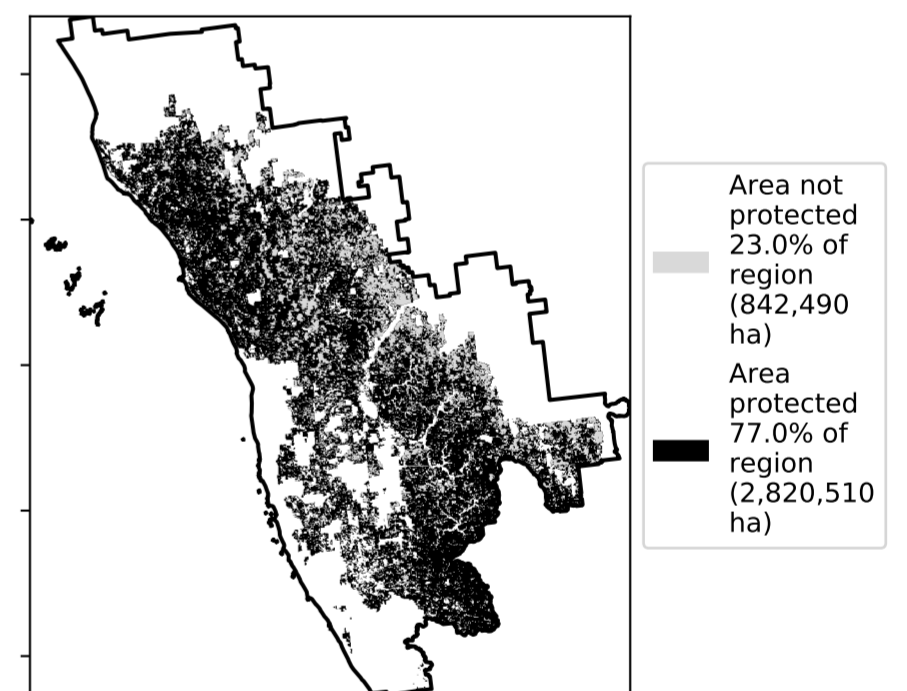 Area not
protected
23.0% of
region
(842,490
ha)
Area
protected
77.0% of
region
(2,820,510
ha)